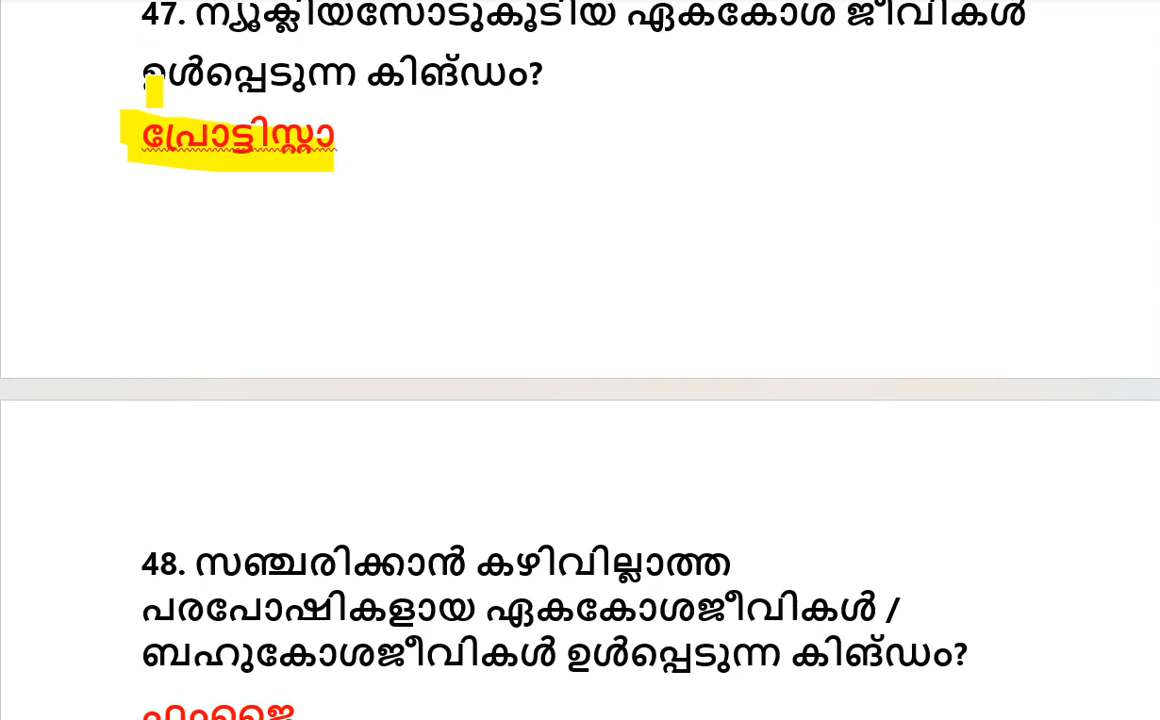 47. ന്യൂക്ലിയസോടുകൂടിയ ഏകകോശ ജീവികൾ
ഉൾപ്പെടുന്ന കിങ്ഡം?
പ്രോട്ടിസ്റ്റാ
48. സഞ്ചരിക്കാൻ കഴിവില്ലാത്ത
പരപോഷികളായ ഏകകോശജീവികൾ /
ബഹുകോശജീവികൾ ഉൾപ്പെടുന്ന കിങ്ഡം?
ഫംജൈ